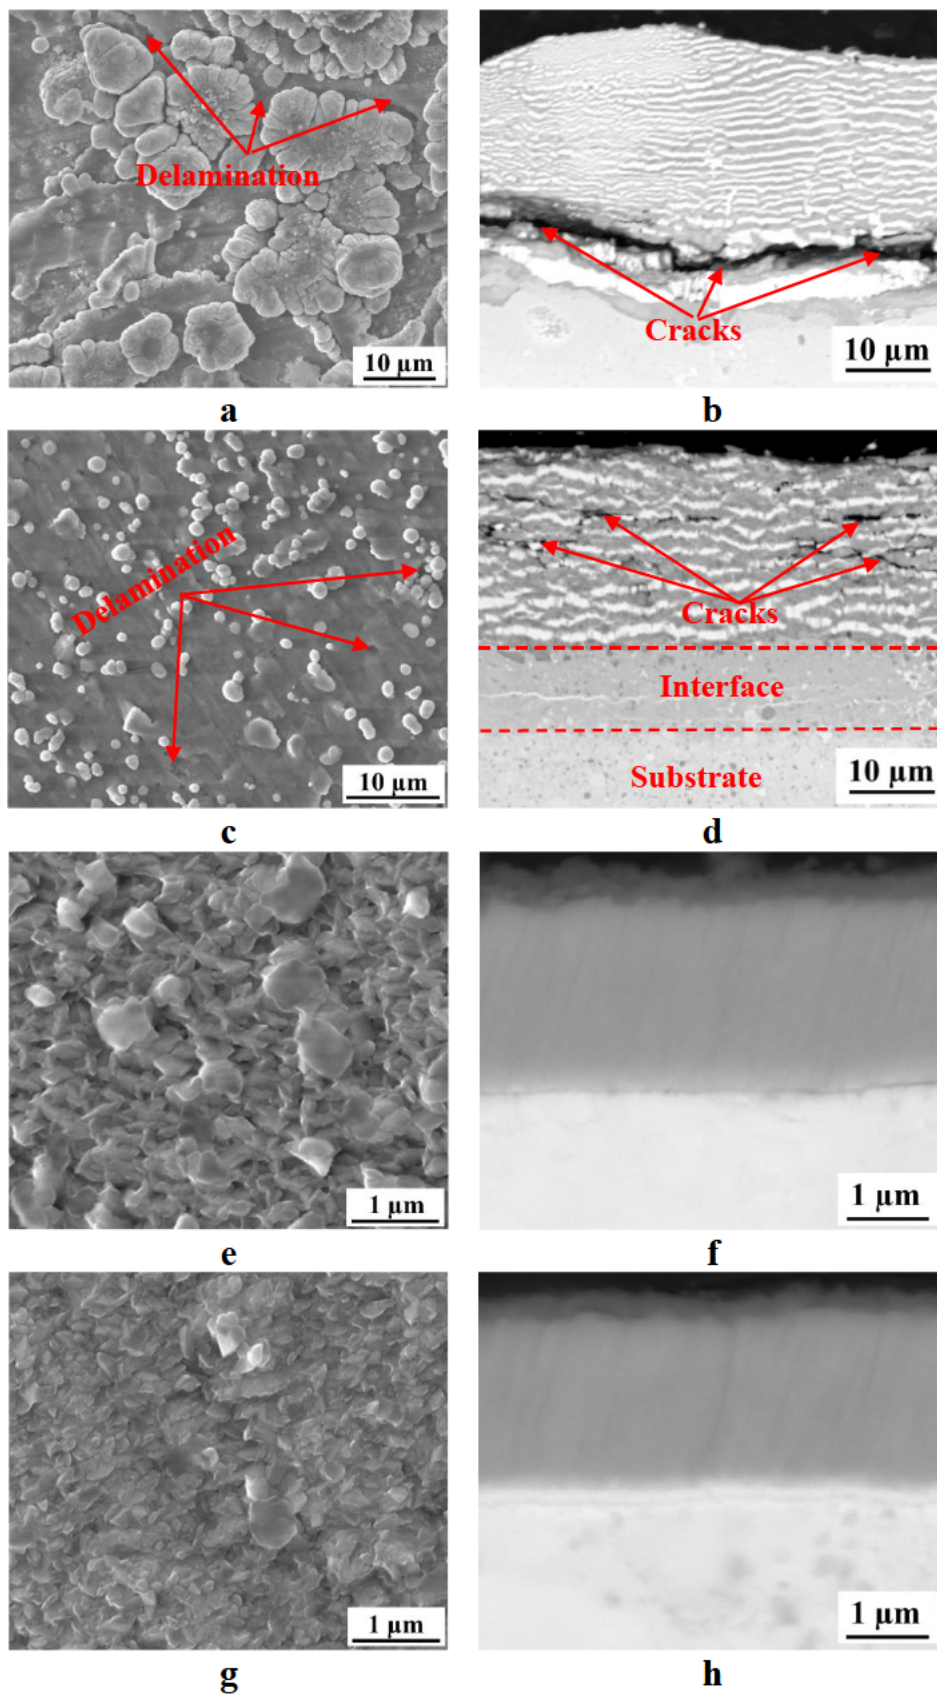 Delamination
10 µm
a
Cracks
10 µm
b
Delamination
10 µm
c
Cracks
Interface
Substrate
10 µm
d
1 µm
e
1 µm
f
1 µm
g
1 µm
h